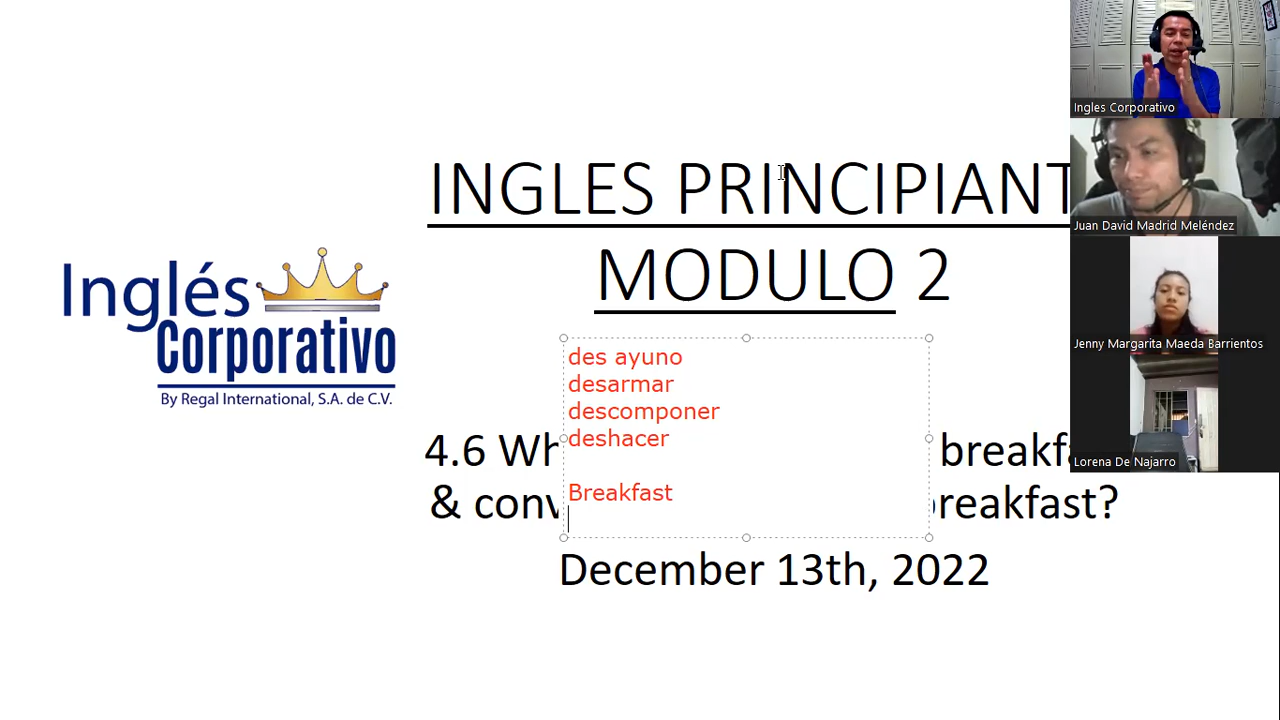 INGLES PRINCIPIANT
MODULO 2
Inglés
Corporativo
By Regal International, S.A. de C.V.
des ayuno
desarmar
descomponer
deshacer
Breakfast
4.6 Wh breakf
& conv breakfast?
December 13th, 2022
Ingles Corporativo
Juan David Madrid Meléndez
Jenny Margarita Maeda Barrientos
Lorena De Najarro